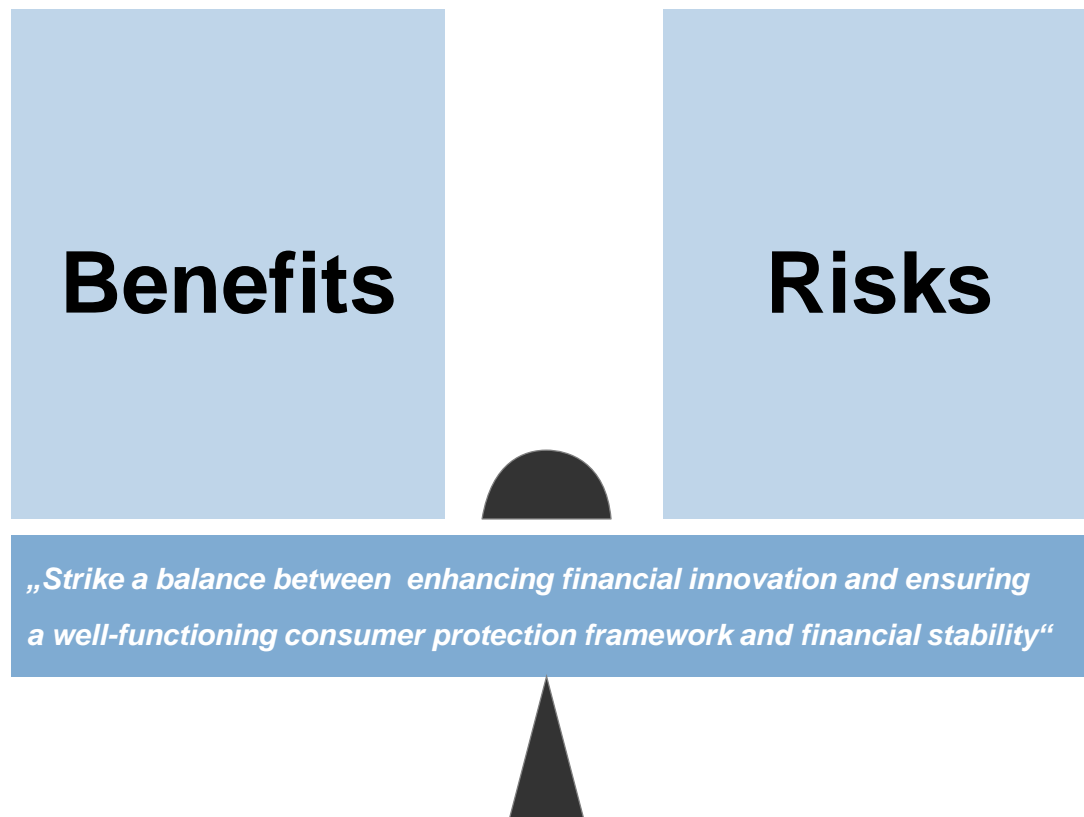 Benefits
Risks
„Strike a balance between  enhancing financial innovation and ensuring
a well-functioning consumer protection framework and financial stability“